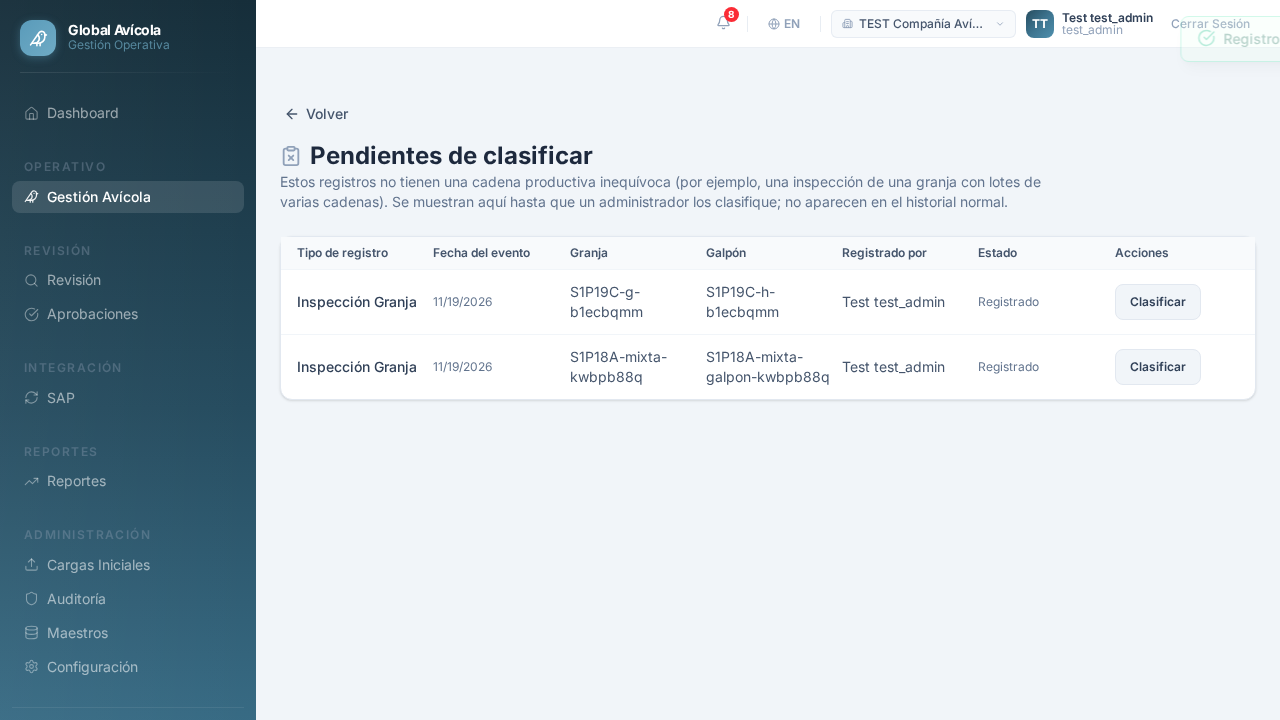 Global Avícola
Gestión Operativa
Dashboard
OPERATIVO
Gestión Avícola
REVISIÓN
Revisión
Aprobaciones
INTEGRACIÓN
SAP
REPORTES
Reportes
ADMINISTRACIÓN
Cargas Iniciales
Auditoría
Maestros
Configuración
8
EN
TEST Compañía Aví...
TT
Test test_admin
test_admin
Cerrar Sesión
Registro
Volver
Pendientes de clasificar
Estos registros no tienen una cadena productiva inequívoca (por ejemplo, una inspección de una granja con lotes de
varias cadenas). Se muestran aquí hasta que un administrador los clasifique; no aparecen en el historial normal.
Tipo de registro Fecha del evento Granja Galpón Registrado por Estado Acciones
Inspección Granja 11/19/2026 S1P19C-g-b1ecbqmm S1P19C-h-b1ecbqmm Test test_admin Registrado Clasificar
Inspección Granja 11/19/2026 S1P18A-mixta-kwbpb88q S1P18A-mixta-galpon-kwbpb88q Test test_admin Registrado Clasificar